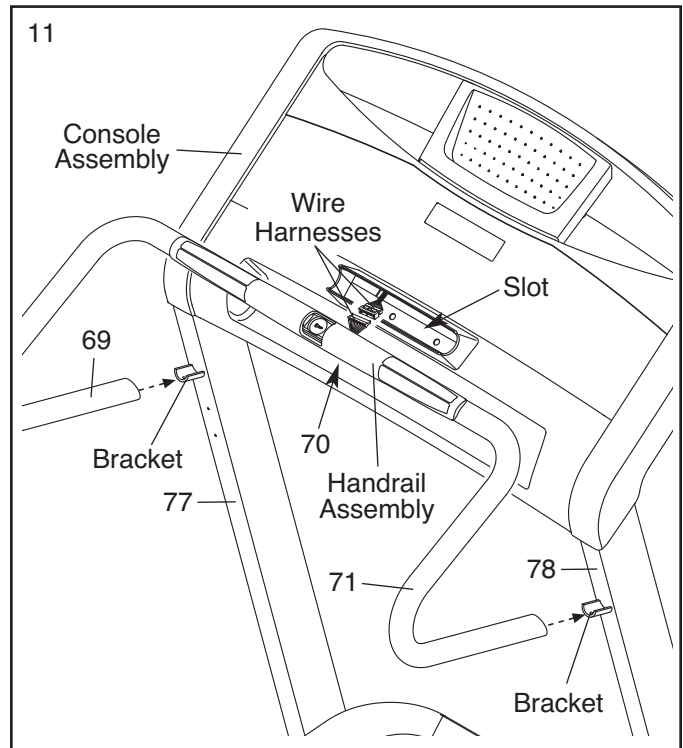 11
Console
Assembly
Wire
Harnesses
Slot
69
Bracket
70
Handrail
Assembly
77
71
78
Bracket